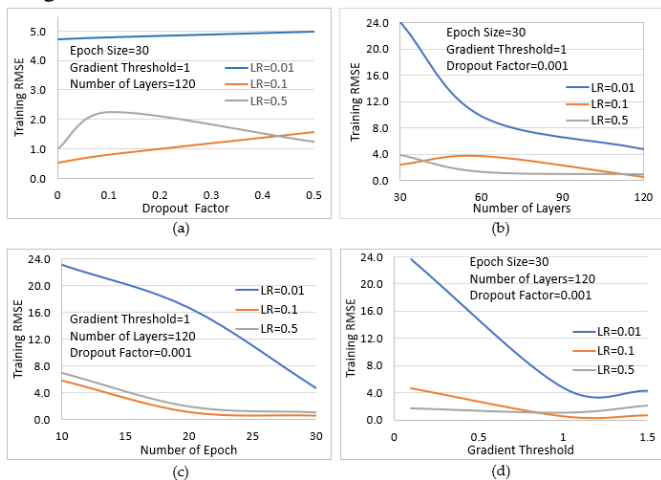 5.0
4.0
3.0
2.0
1.0
0.0
Training RMSE
Epoch Size=30
Gradient Threshold=1
Number of Layers=120
LR=0.01
LR=0.1
LR=0.5
0 0.1 0.2 0.3 0.4 0.5
Dropout Factor
(a)
24.0
20.0
16.0
12.0
8.0
4.0
0.0
Training RMSE
Epoch Size=30
Gradient Threshold=1
Dropout Factor=0.001
LR=0.01
LR=0.1
LR=0.5
30 60 90 120
Number of Layers
(b)
24.0
20.0
16.0
12.0
8.0
4.0
0.0
Training RMSE
LR=0.01
LR=0.1
LR=0.5
Gradient Threshold=1
Number of Layers=120
Dropout Factor=0.001
10 15 20 25 30
Number of Epoch
(c)
24.0
20.0
16.0
12.0
8.0
4.0
0.0
Training RMSE
Epoch Size=30
Number of Layers=120
Dropout Factor=0.001
LR=0.01
LR=0.1
LR=0.5
0 0.5 1 1.5
Gradient Threshold
(d)